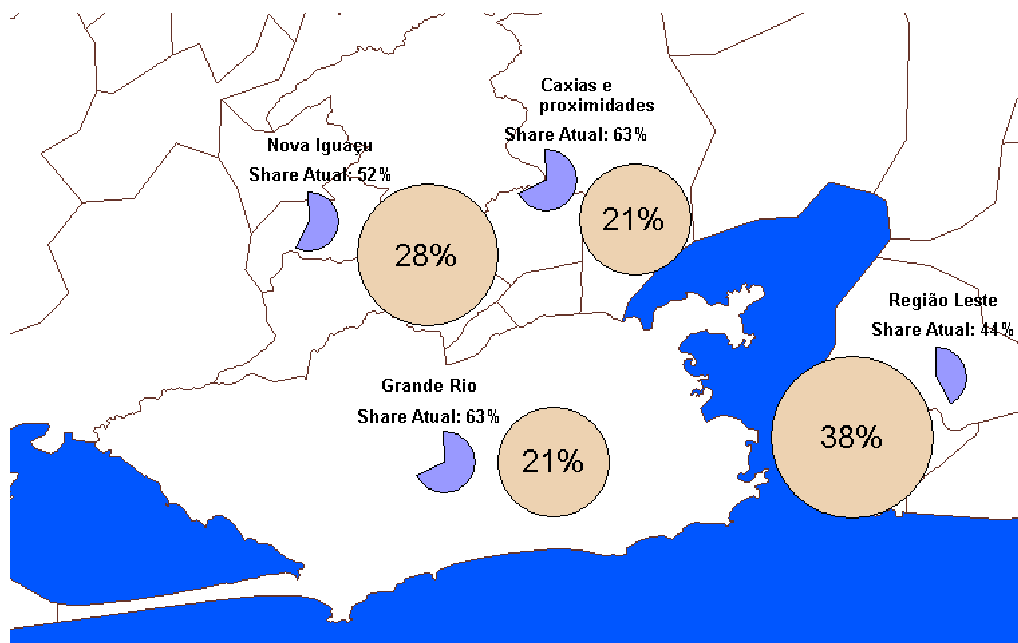 Caxias e
proximidades
Share Atual: 63%
21%
Nova Iguaçu
Share Atual: 52%
28%
Região Leste
Share Atual: 44%
38%
Grande Rio
Share Atual: 63%
21%